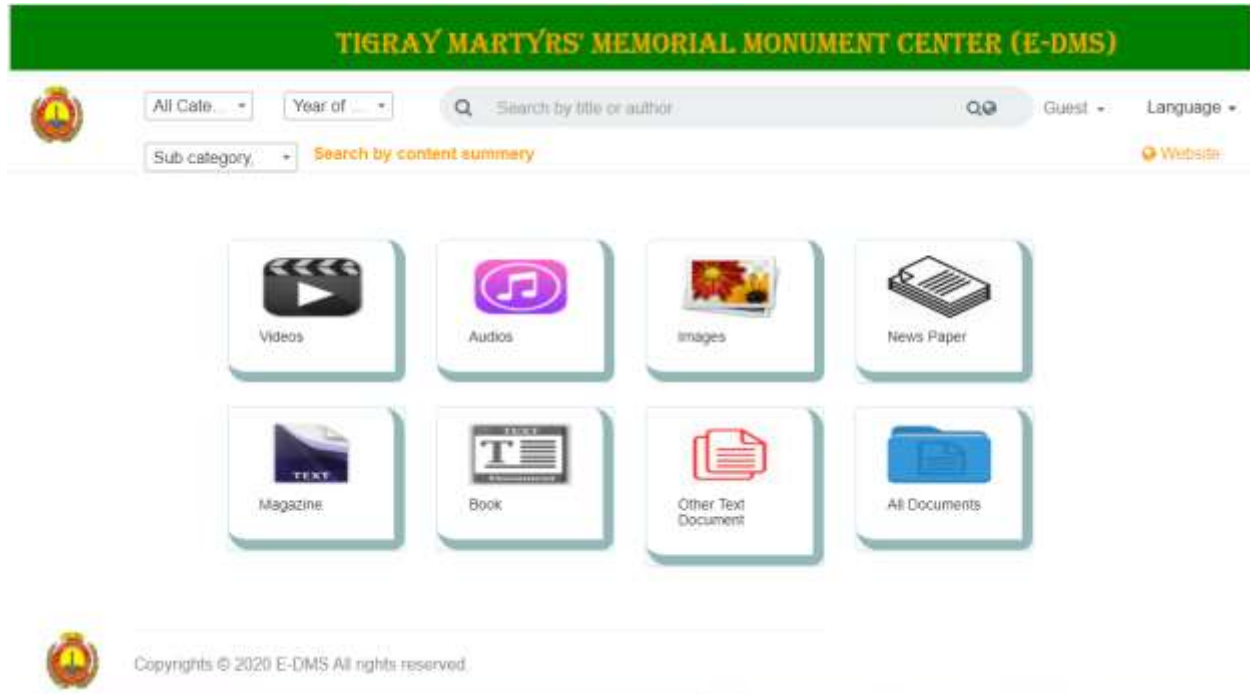 TIGRAY MARTYRS' MEMORIAL MONUMENT CENTER (E-DMS)
All Cate... Year of ... Search by title or author Guest Language
Sub category, Search by content summery Website
Videos Audios Images News Paper
TEXT TEXT
T
Magazine Book Other Text Document All Documents
Copyrights © 2020 E-DMS All rights reserved